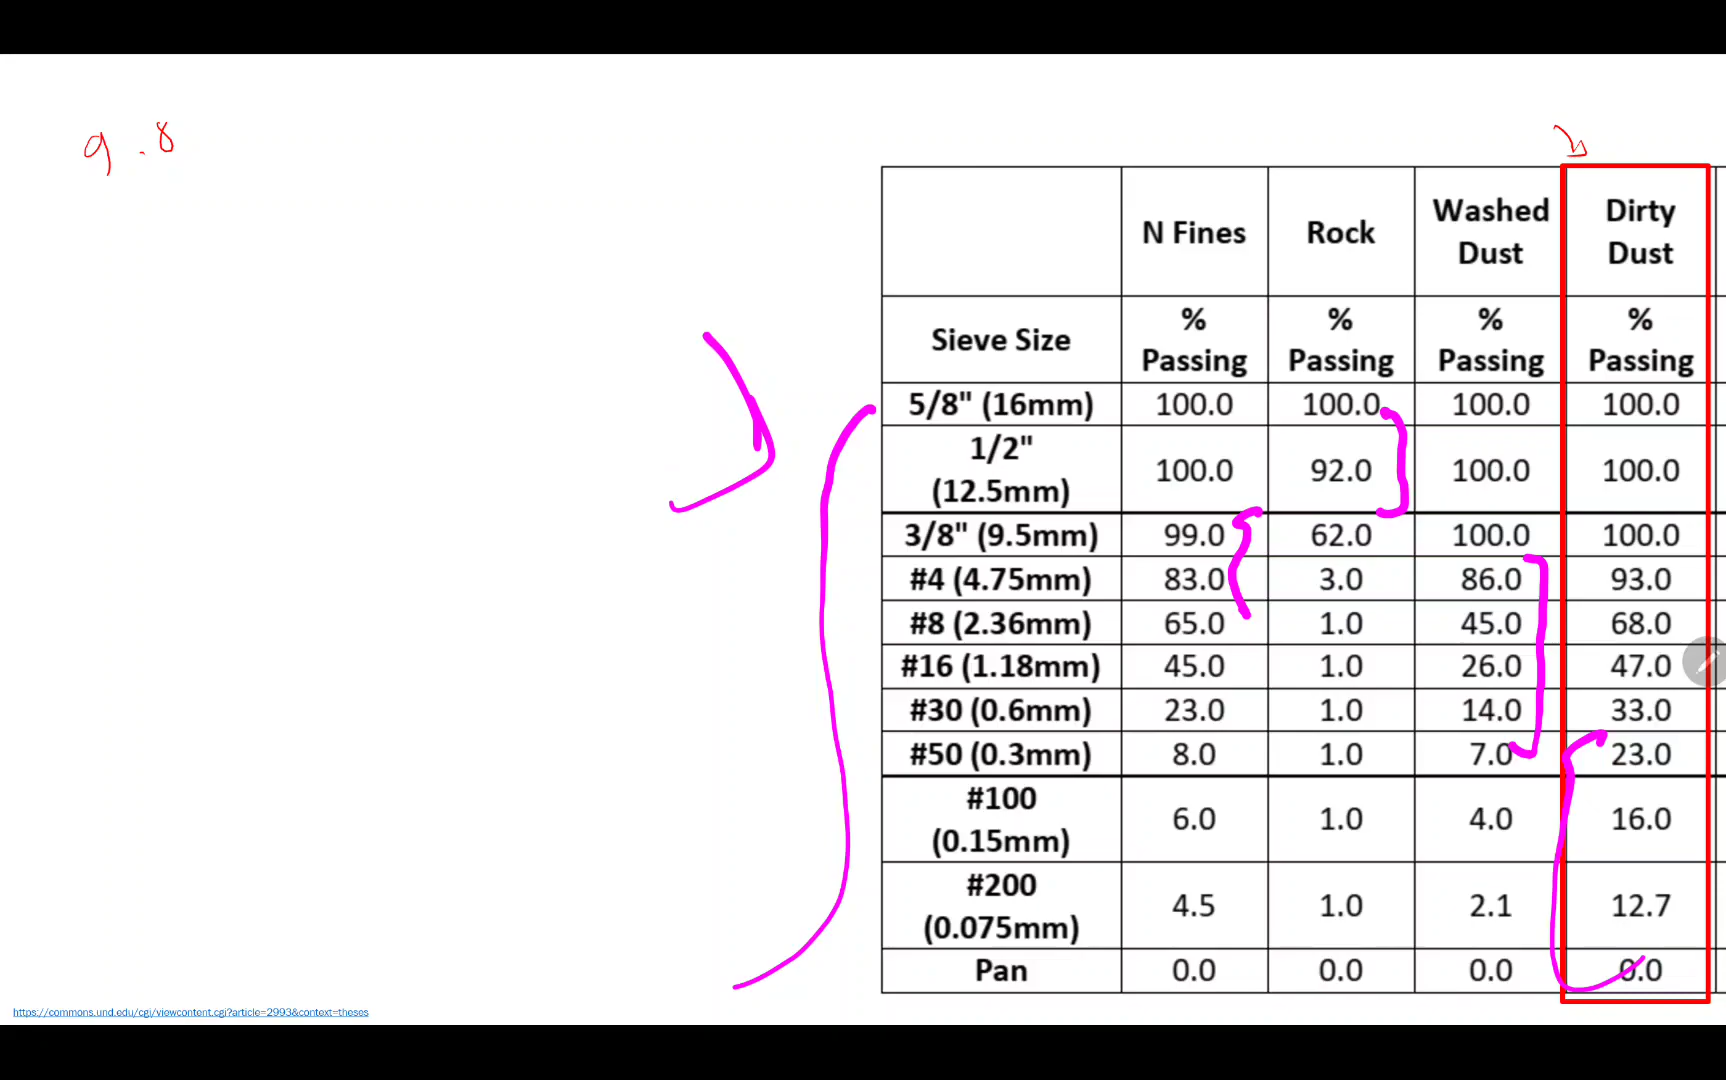 9.8
N Fines Rock Washed Dust Dirty Dust
Sieve Size % Passing % Passing % Passing % Passing
5/8" (16mm) 100.0 100.0 100.0 100.0
1/2" (12.5mm) 100.0 92.0 100.0 100.0
3/8" (9.5mm) 99.0 62.0 100.0 100.0
#4 (4.75mm) 83.0 3.0 86.0 93.0
#8 (2.36mm) 65.0 1.0 45.0 68.0
#16 (1.18mm) 45.0 1.0 26.0 47.0
#30 (0.6mm) 23.0 1.0 14.0 33.0
#50 (0.3mm) 8.0 1.0 7.0 23.0
#100 (0.15mm) 6.0 1.0 4.0 16.0
#200 (0.075mm) 4.5 1.0 2.1 12.7
Pan 0.0 0.0 0.0 0.0
https://commons.und.edu/cgi/viewcontent.cgi?article=2993&context=theses